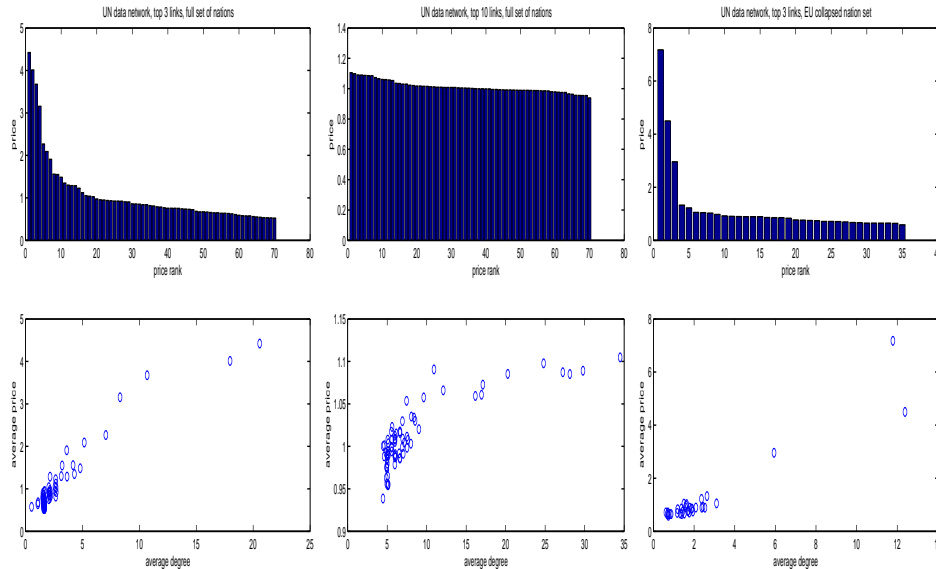 UN data network, top 3 links, full set of nations
UN data network, top 10 links, full set of nations
UN data network, top 3 links, EU collapsed nation set
5
4
3
2
1
0
price
0 10 20 30 40 50 60 70 80
price rank
1.4
1.2
1
0.8
0.6
0.4
0.2
0
price
0 10 20 30 40 50 60 70 80
price rank
8
6
4
2
0
price
0 5 10 15 20 25 30 35
price rank
5
4
3
2
1
0
average price
0 5 10 15 20 25
average degree
1.15
1.1
1.05
1
0.95
0.9
average price
0 5 10 15 20 25 30 35
average degree
8
6
4
2
0
average price
0 2 4 6 8 10 12
average degree